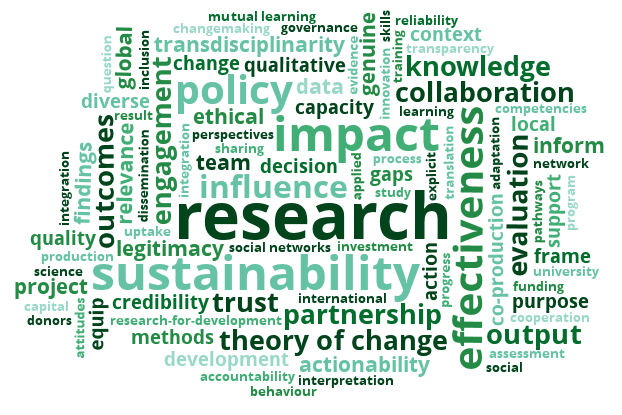 mutual learning
reliability
changemaking
governance
skills
context
transdisciplinarity
evidence
genuine
training
transparency
question
global
inclusion
change
qualitative
innovation
knowledge
diverse
engagement
policy
data
capacity
collaboration
result
ethical
learning
competencies
outcomes
perspectives
impact
local
findings
relevance
dissemination
integration
sharing
team
decision
process
applied
explicit
translation
effectiveness
adaptation
evaluation
inform
network
integration
influence
study
gaps
co-production
pathways
support
program
uptake
research
quality
legitimacy
social networks
investment
frame
production
science
sustainability
action
progress
university
project
funding
capital
equip
credibility
trust
international
purpose
donors
attitudes
research-for-development
partnership
cooperation
methods
theory of change
output
development
actionability
assessment
social
accountability
interpretation
behaviour